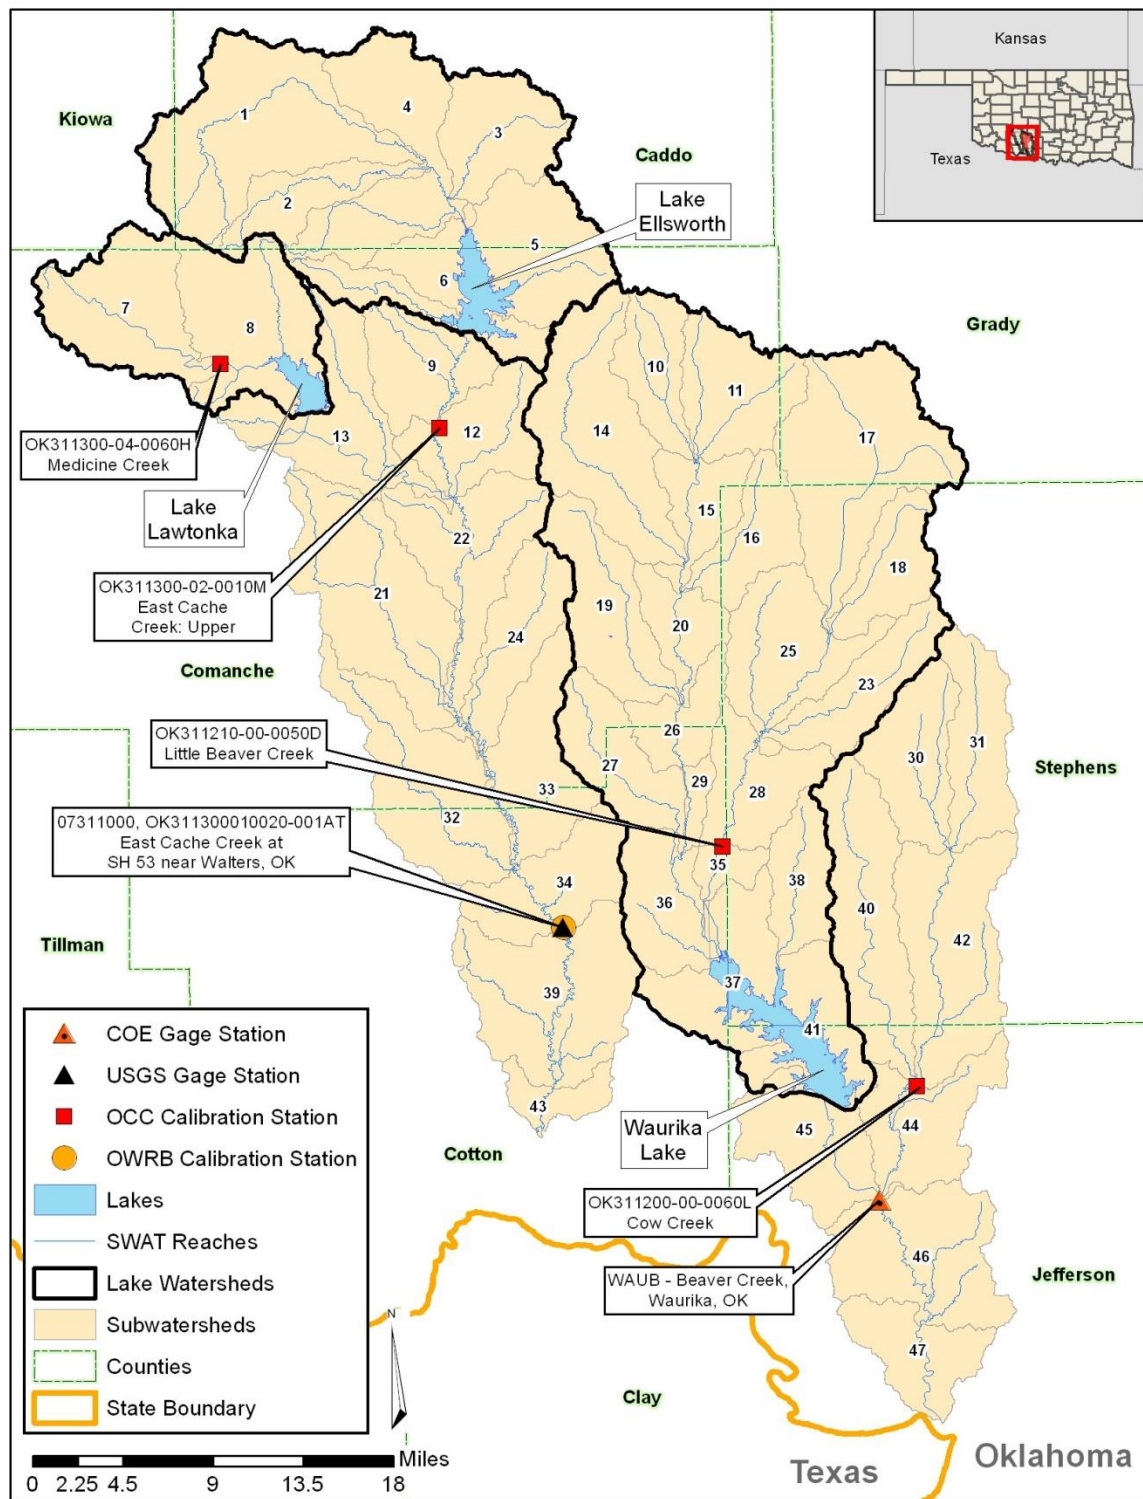 Kansas
Texas
Kiowa
1
4
3
Caddo
Lake
Ellsworth
2
5
6
7
8
Grady
9
10
11
OK311300-04-0060H
Medicine Creek
13
12
14
17
Lake
Lawtonka
15
22
16
OK311300-02-0010M
East Cache
Creek: Upper
21
18
19
20
24
25
Comanche
23
OK311210-00-0050D
Little Beaver Creek
26
30
31
27
29
28
33
Stephens
07311000, OK311300010020-001AT
East Cache Creek at
SH 53 near Walters, OK
32
35
34
36
38
40
42
Tillman
37
39
41
COE Gage Station
USGS Gage Station
OCC Calibration Station
OWRB Calibration Station
Lakes
SWAT Reaches
Lake Watersheds
Subwatersheds
Counties
State Boundary
43
Waurika
Lake
45
44
Cotton
OK311200-00-0060L
Cow Creek
46
WAUB - Beaver Creek,
Waurika, OK
Jefferson
N
47
Clay
Miles
0 2.25 4.5 9 13.5 18
Texas
Oklahoma